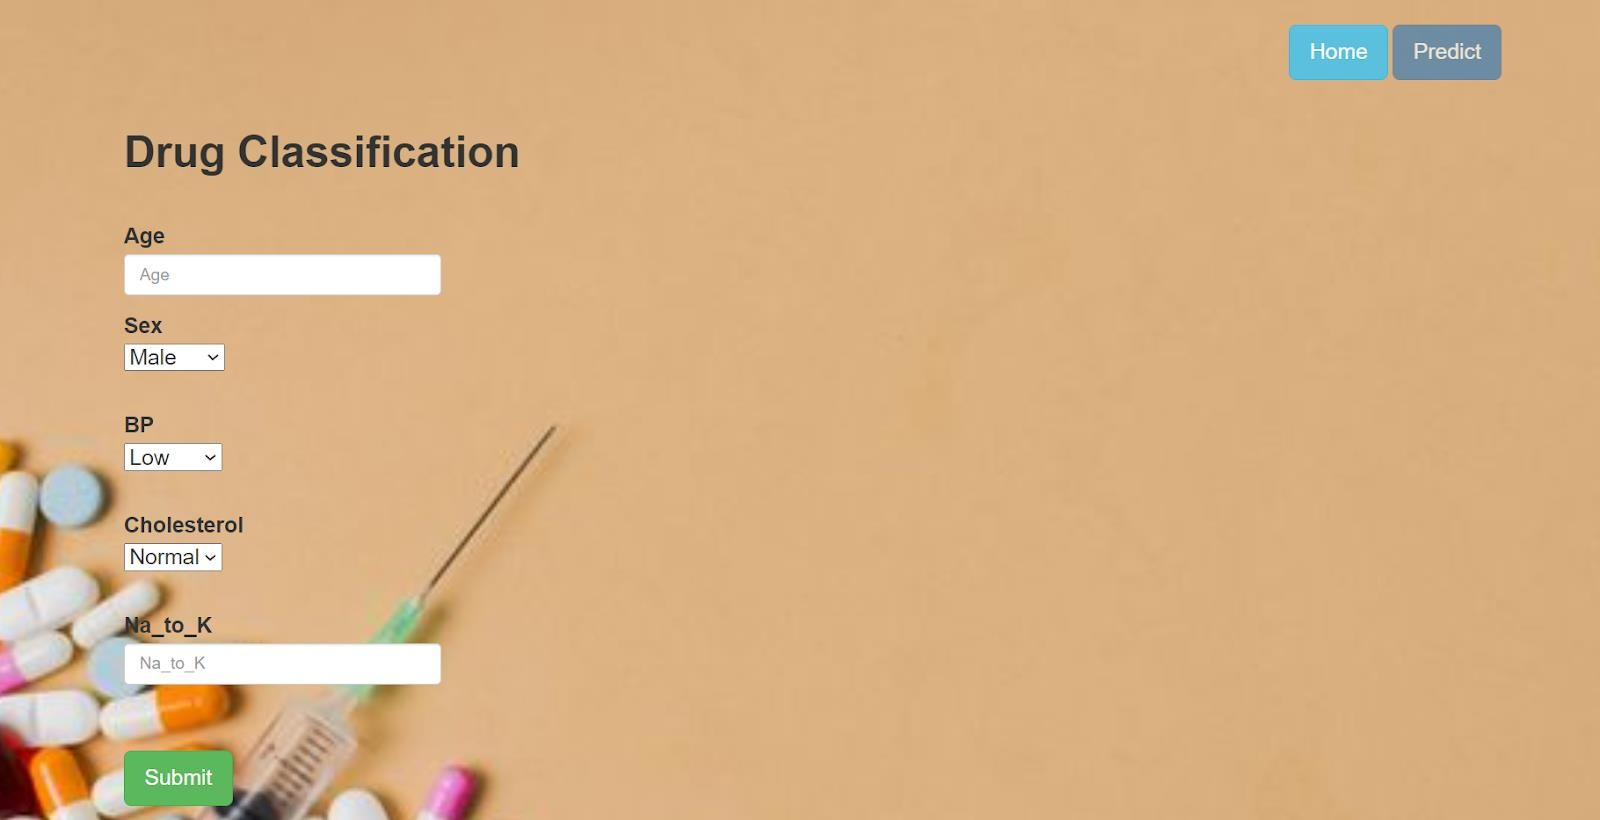 Home Predict
Drug Classification
Age
Age
Sex
Male
BP
Low
Cholesterol
Normal
Na_to_K
Na_to_K
Submit